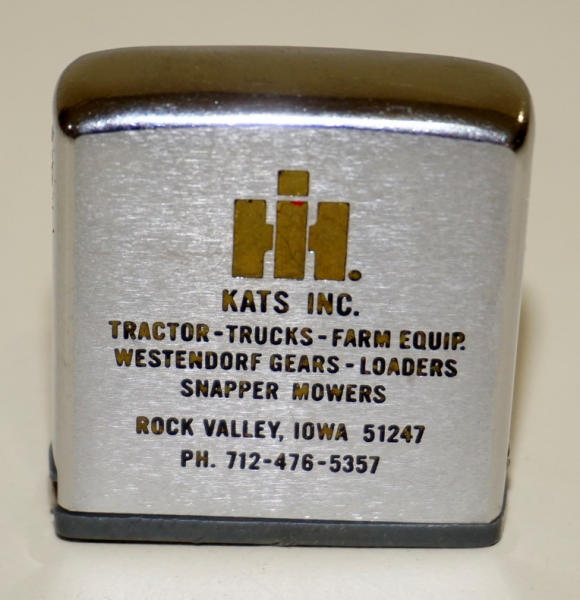 IH.
KATS INC.
TRACTOR-TRUCKS-FARM EQUIP.
WESTENDORF GEARS-LOADERS
SNAPPER MOWERS
ROCK VALLEY, IOWA 51247
PH. 712-476-5357